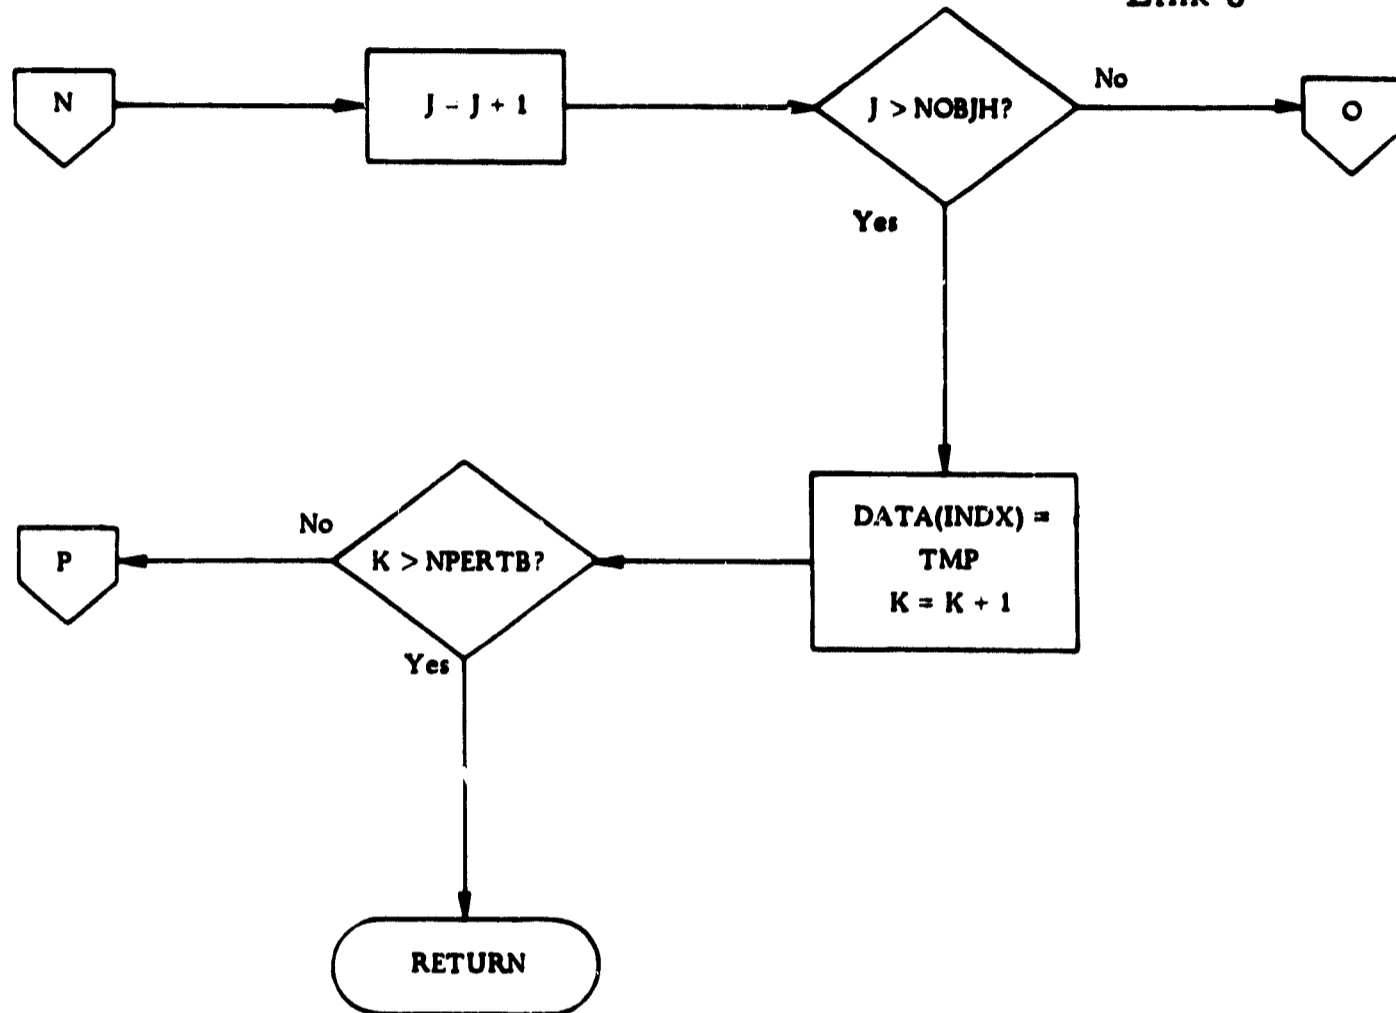 N
J - J + 1
J > NOBJH?
No
O
Yes
DATA(INDX) =
TMP
K = K + 1
K > NPERTB?
No
P
Yes
RETURN